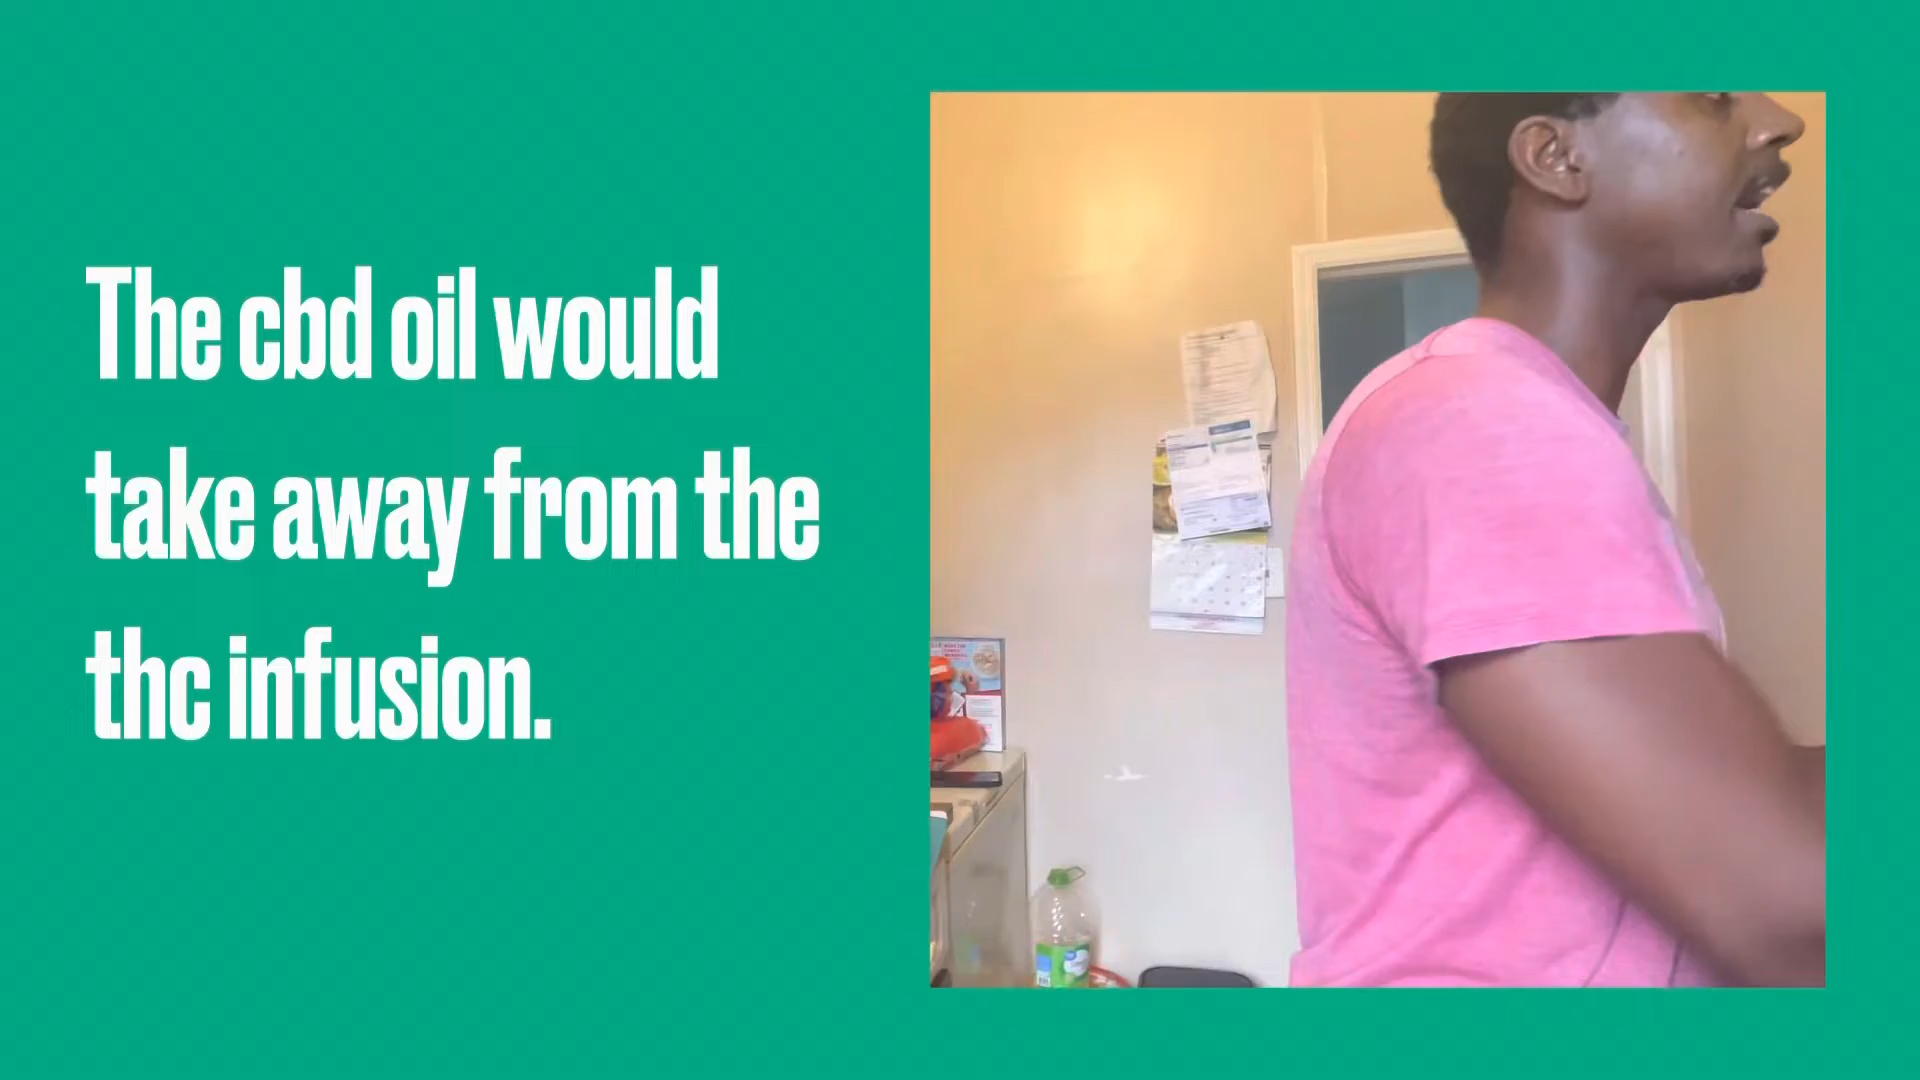 The cbd oil would
take away from the
thc infusion.